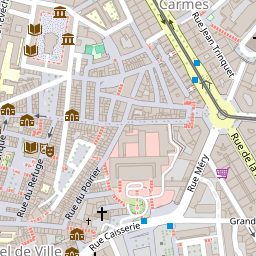 Carmes
Rue Jean Trinquet
Rue de la
Rue du Refuge
Rue du Poirier
Rue Méry
Grand
Rue Caisserie
el de Ville